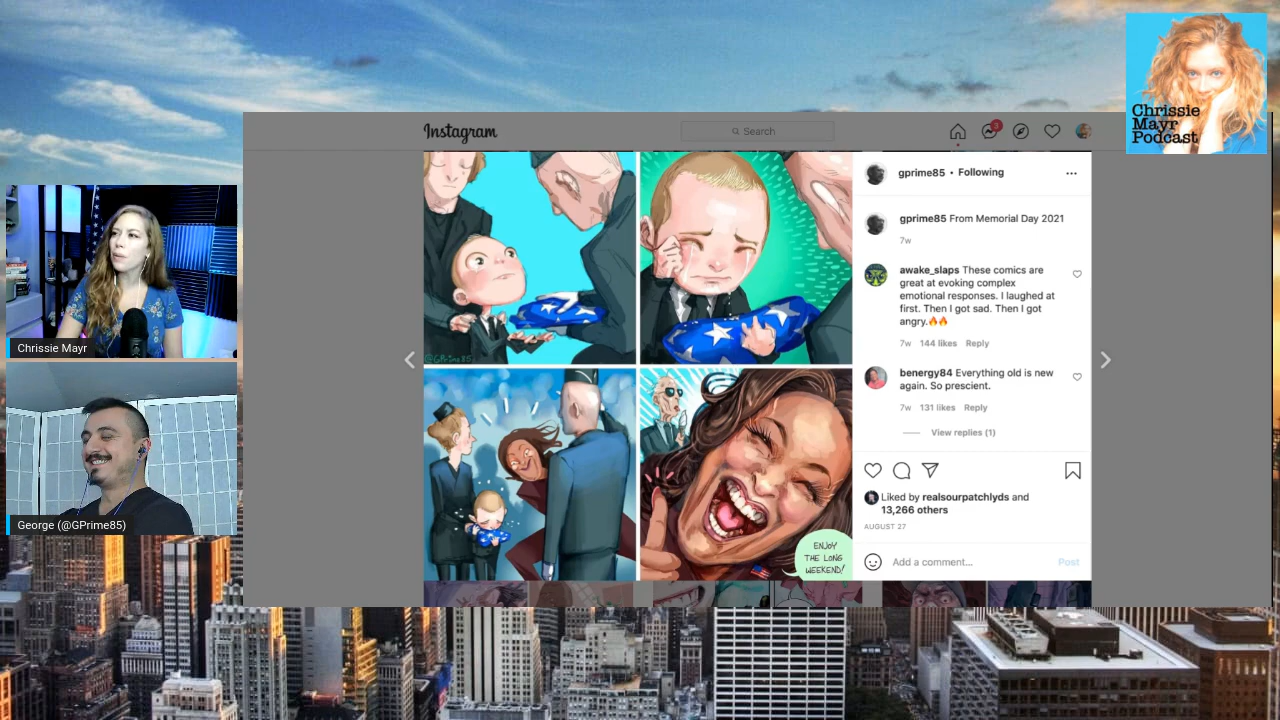 Chrissie
Mayr
Podcast
Instagram
Search
3
gprime85 • Following
gprime85 From Memorial Day 2021
7w
awake_slaps These comics are
great at evoking complex
emotional responses. I laughed at
first. Then I got sad. Then I got
angry.🔥🔥
7w 144 likes Reply
benergy84 Everything old is new
again. So prescient.
7w 131 likes Reply
View replies (1)
Liked by realsourpatchlyds and
13,266 others
AUGUST 27
Add a comment...
Post
@GPrime85
ENJOY
THE LONG
WEEKEND!
Chrissie Mayr
George (@GPrime85)